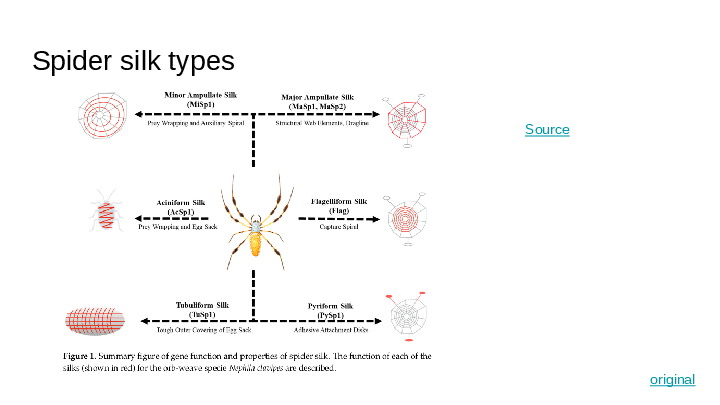 Spider silk types
Minor Ampullate Silk
(MiSp1)
Prey Wrapping and Auxiliary Spiral
Major Ampullate Silk
(MaSp1, MaSp2)
Structural Web Elements, Dragline
Source
Aciniform Silk
(AcSp1)
Prey Wrapping and Egg Sack
Flagelliform Silk
(Flag)
Capture Spiral
Tubuliform Silk
(TuSp1)
Tough Outer Covering of Egg Sack
Pyriform Silk
(PySp1)
Adhesive Attachment Disks
Figure 1. Summary figure of gene function and properties of spider silk. The function of each of the
silks (shown in red) for the orb-weave specie Nephila clavipes are described.
original